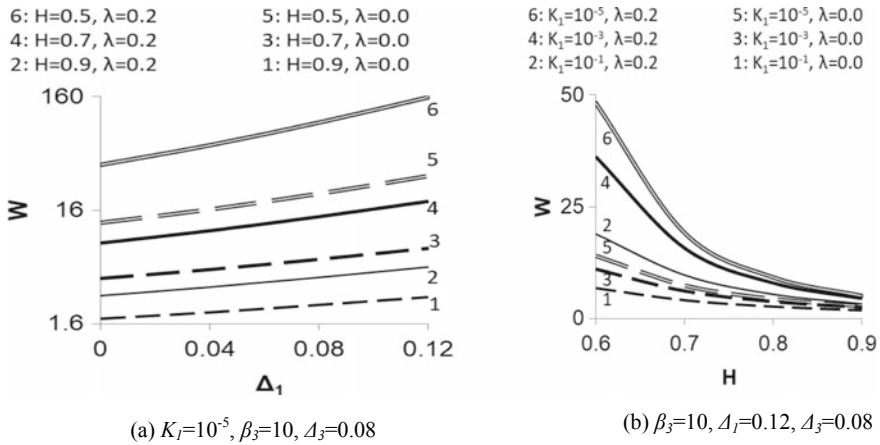 6: H=0.5, λ=0.2 5: H=0.5, λ=0.0
4: H=0.7, λ=0.2 3: H=0.7, λ=0.0
2: H=0.9, λ=0.2 1: H=0.9, λ=0.0
160
16
1.6
W
6
5
4
3
2
1
0 0.04 0.08 0.12
Δ₁
(a) K₁=10⁻⁵, β₃=10, Δ₃=0.08
6: K₁=10⁻⁵, λ=0.2 5: K₁=10⁻⁵, λ=0.0
4: K₁=10⁻³, λ=0.2 3: K₁=10⁻³, λ=0.0
2: K₁=10⁻¹, λ=0.2 1: K₁=10⁻¹, λ=0.0
50
25
0
W
6
4
2
5
3
1
0.6 0.7 0.8 0.9
H
(b) β₃=10, Δ₁=0.12, Δ₃=0.08